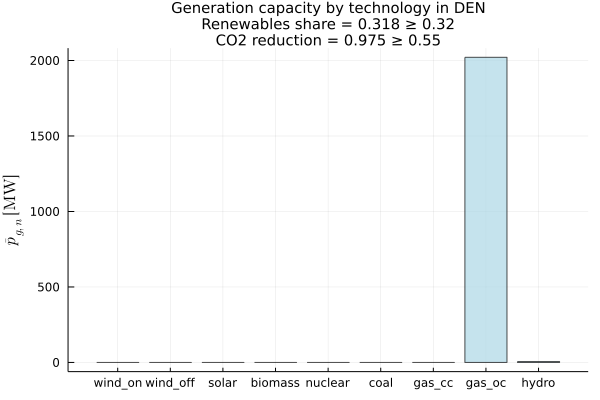 Generation capacity by technology in DEN
Renewables share = 0.318 ≥ 0.32
CO2 reduction = 0.975 ≥ 0.55
2000
1500
1000
500
0
p̄_{g,n} [MW]
wind_on wind_off solar biomass nuclear coal gas_cc gas_oc hydro